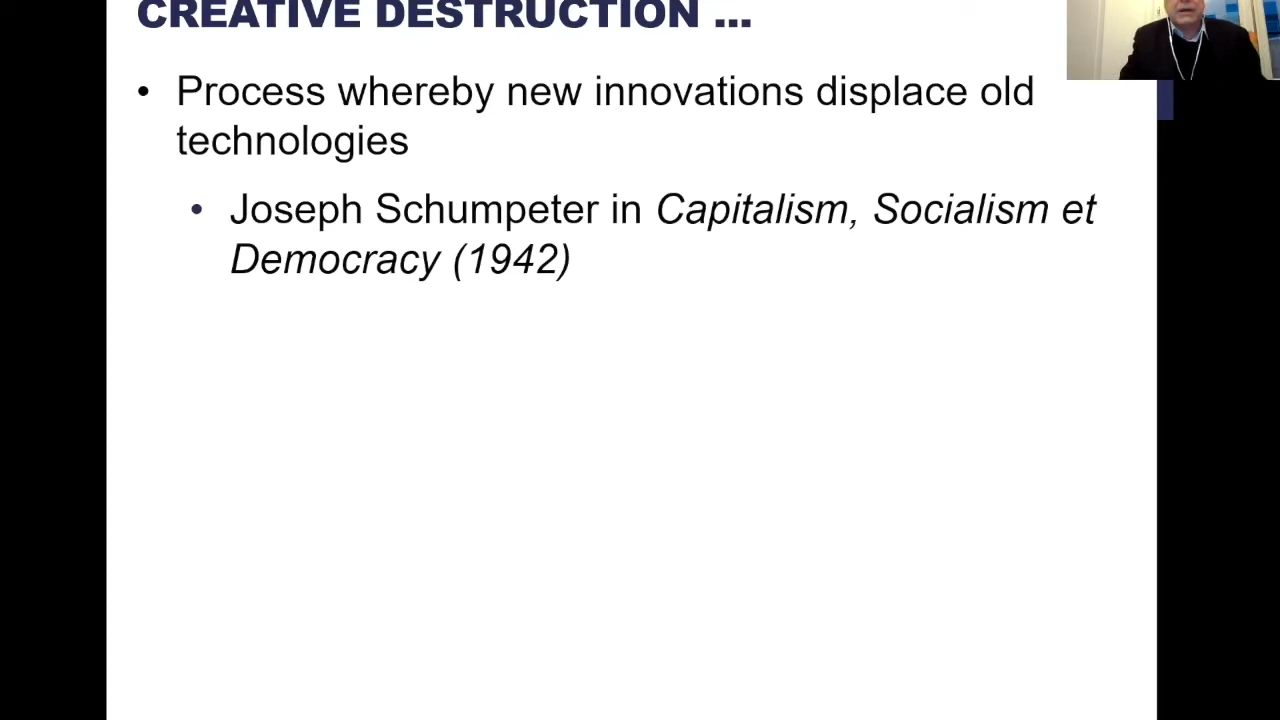 CREATIVE DESTRUCTION ...
• Process whereby new innovations displace old
technologies
• Joseph Schumpeter in Capitalism, Socialism et
Democracy (1942)